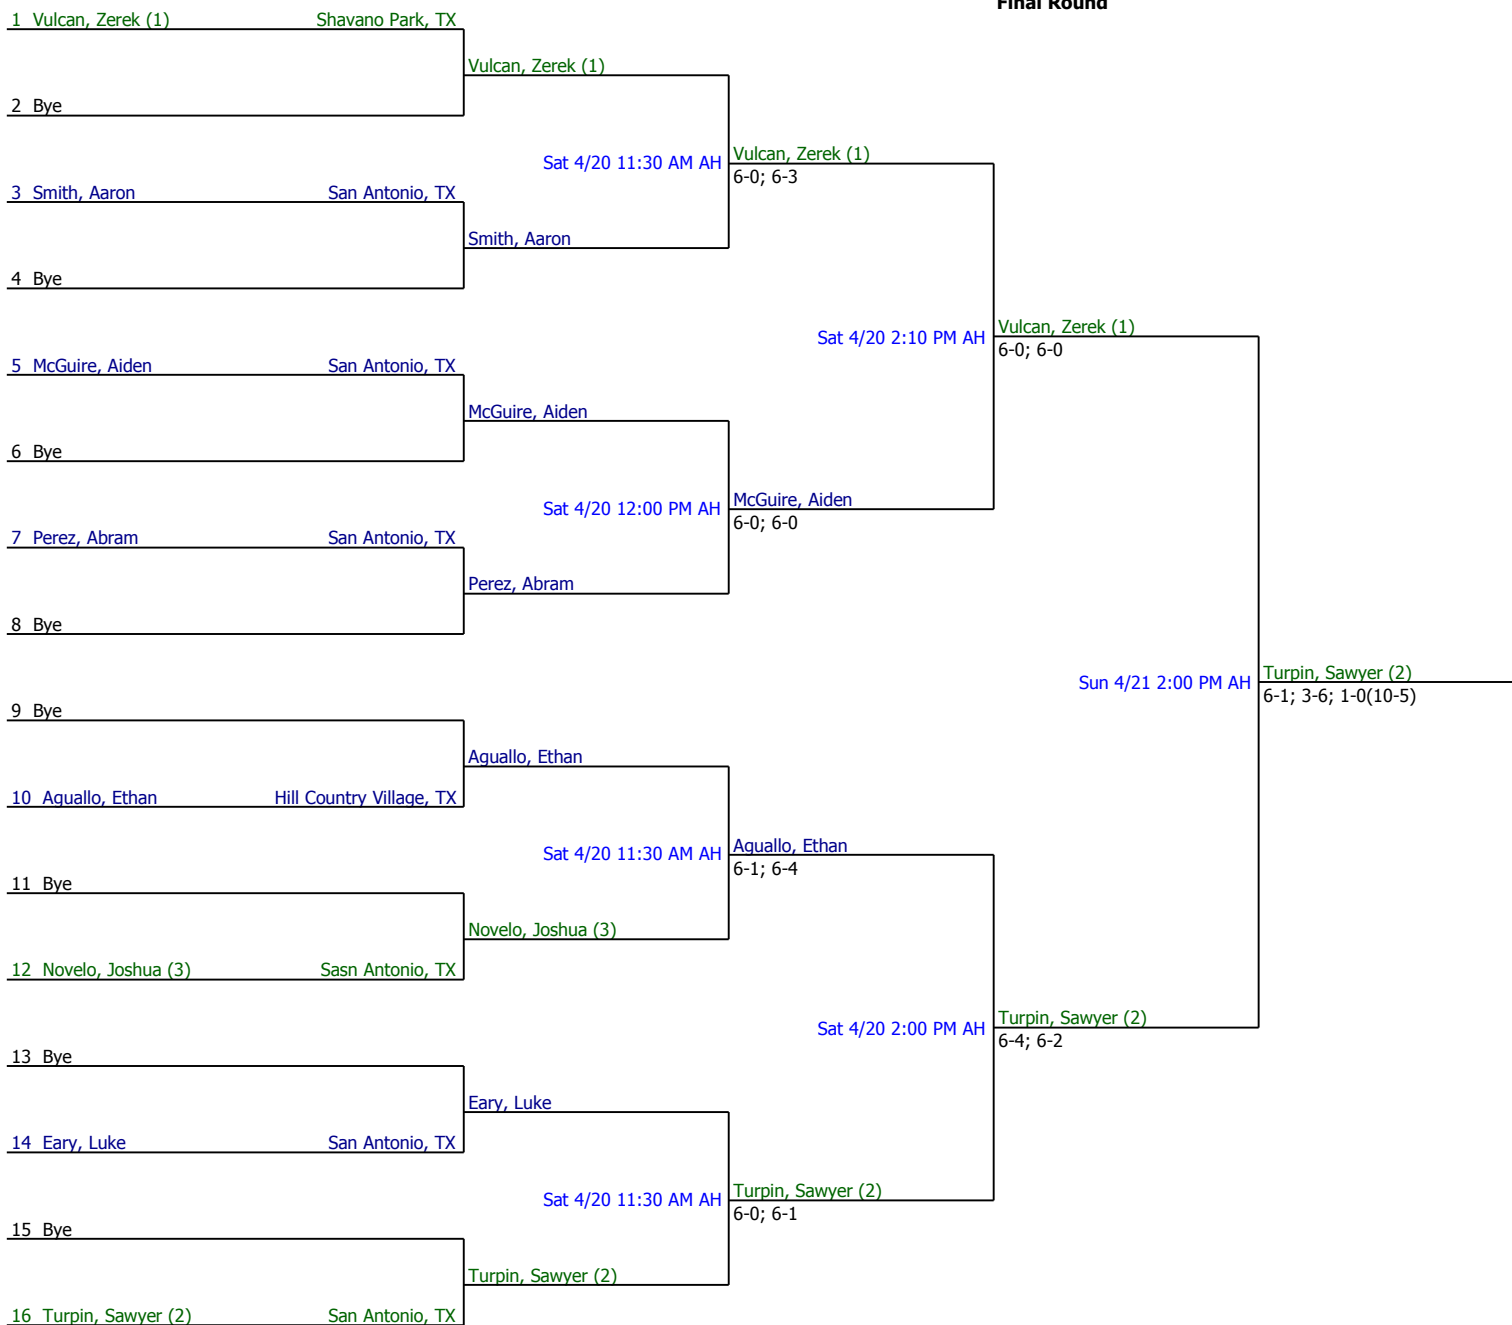 Final Round
1 Vulcan, Zerek (1) Shavano Park, TX
Vulcan, Zerek (1)
2 Bye
Sat 4/20 11:30 AM AH Vulcan, Zerek (1)
6-0; 6-3
3 Smith, Aaron San Antonio, TX
Smith, Aaron
4 Bye
Sat 4/20 2:10 PM AH Vulcan, Zerek (1)
6-0; 6-0
5 McGuire, Aiden San Antonio, TX
McGuire, Aiden
6 Bye
Sat 4/20 12:00 PM AH McGuire, Aiden
6-0; 6-0
7 Perez, Abram San Antonio, TX
Perez, Abram
8 Bye
Sun 4/21 2:00 PM AH Turpin, Sawyer (2)
6-1; 3-6; 1-0(10-5)
9 Bye
Aguallo, Ethan
10 Aguallo, Ethan Hill Country Village, TX
Sat 4/20 11:30 AM AH Aguallo, Ethan
6-1; 6-4
11 Bye
Novelo, Joshua (3)
12 Novelo, Joshua (3) Sasn Antonio, TX
Sat 4/20 2:00 PM AH Turpin, Sawyer (2)
6-4; 6-2
13 Bye
Eary, Luke
14 Eary, Luke San Antonio, TX
Sat 4/20 11:30 AM AH Turpin, Sawyer (2)
6-0; 6-1
15 Bye
Turpin, Sawyer (2)
16 Turpin, Sawyer (2) San Antonio, TX